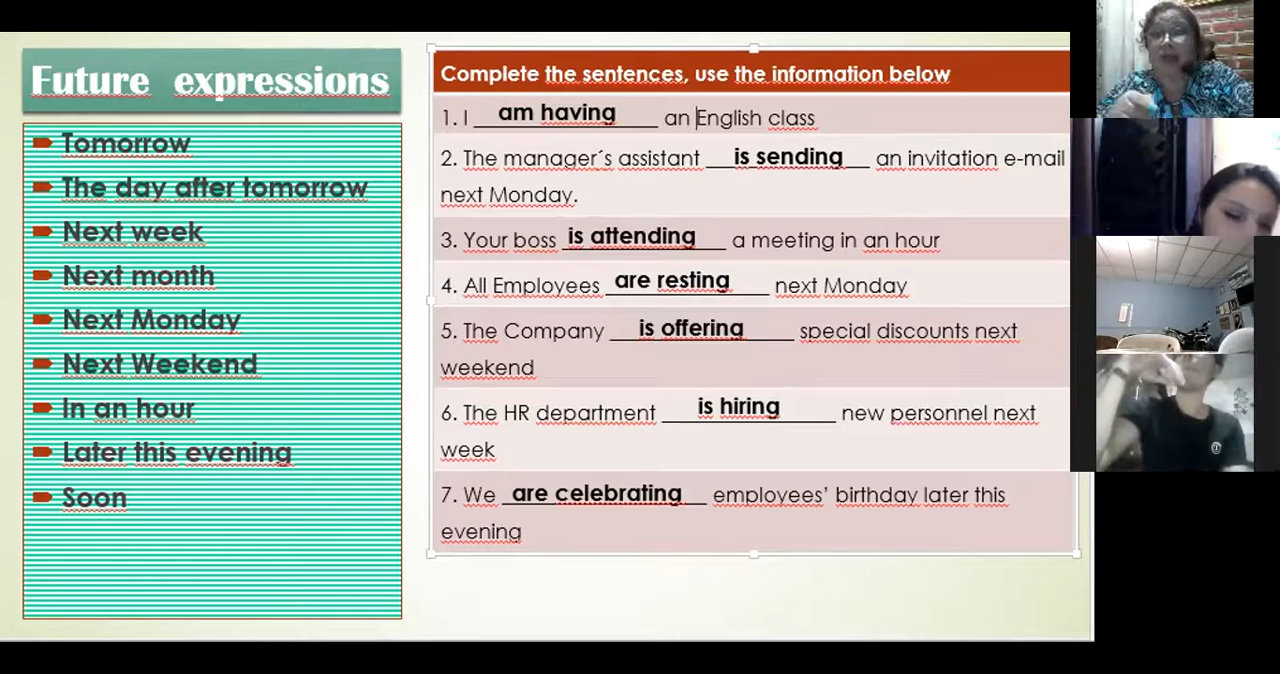 Future expressions
Tomorrow
The day after tomorrow
Next week
Next month
Next Monday
Next Weekend
In an hour
Later this evening
Soon
Complete the sentences, use the information below
1. I am having an English class
2. The manager´s assistant is sending an invitation e-mail
next Monday.
3. Your boss is attending a meeting in an hour
4. All Employees are resting next Monday
5. The Company is offering special discounts next
weekend
6. The HR department is hiring new personnel next
week
7. We are celebrating employees’ birthday later this
evening